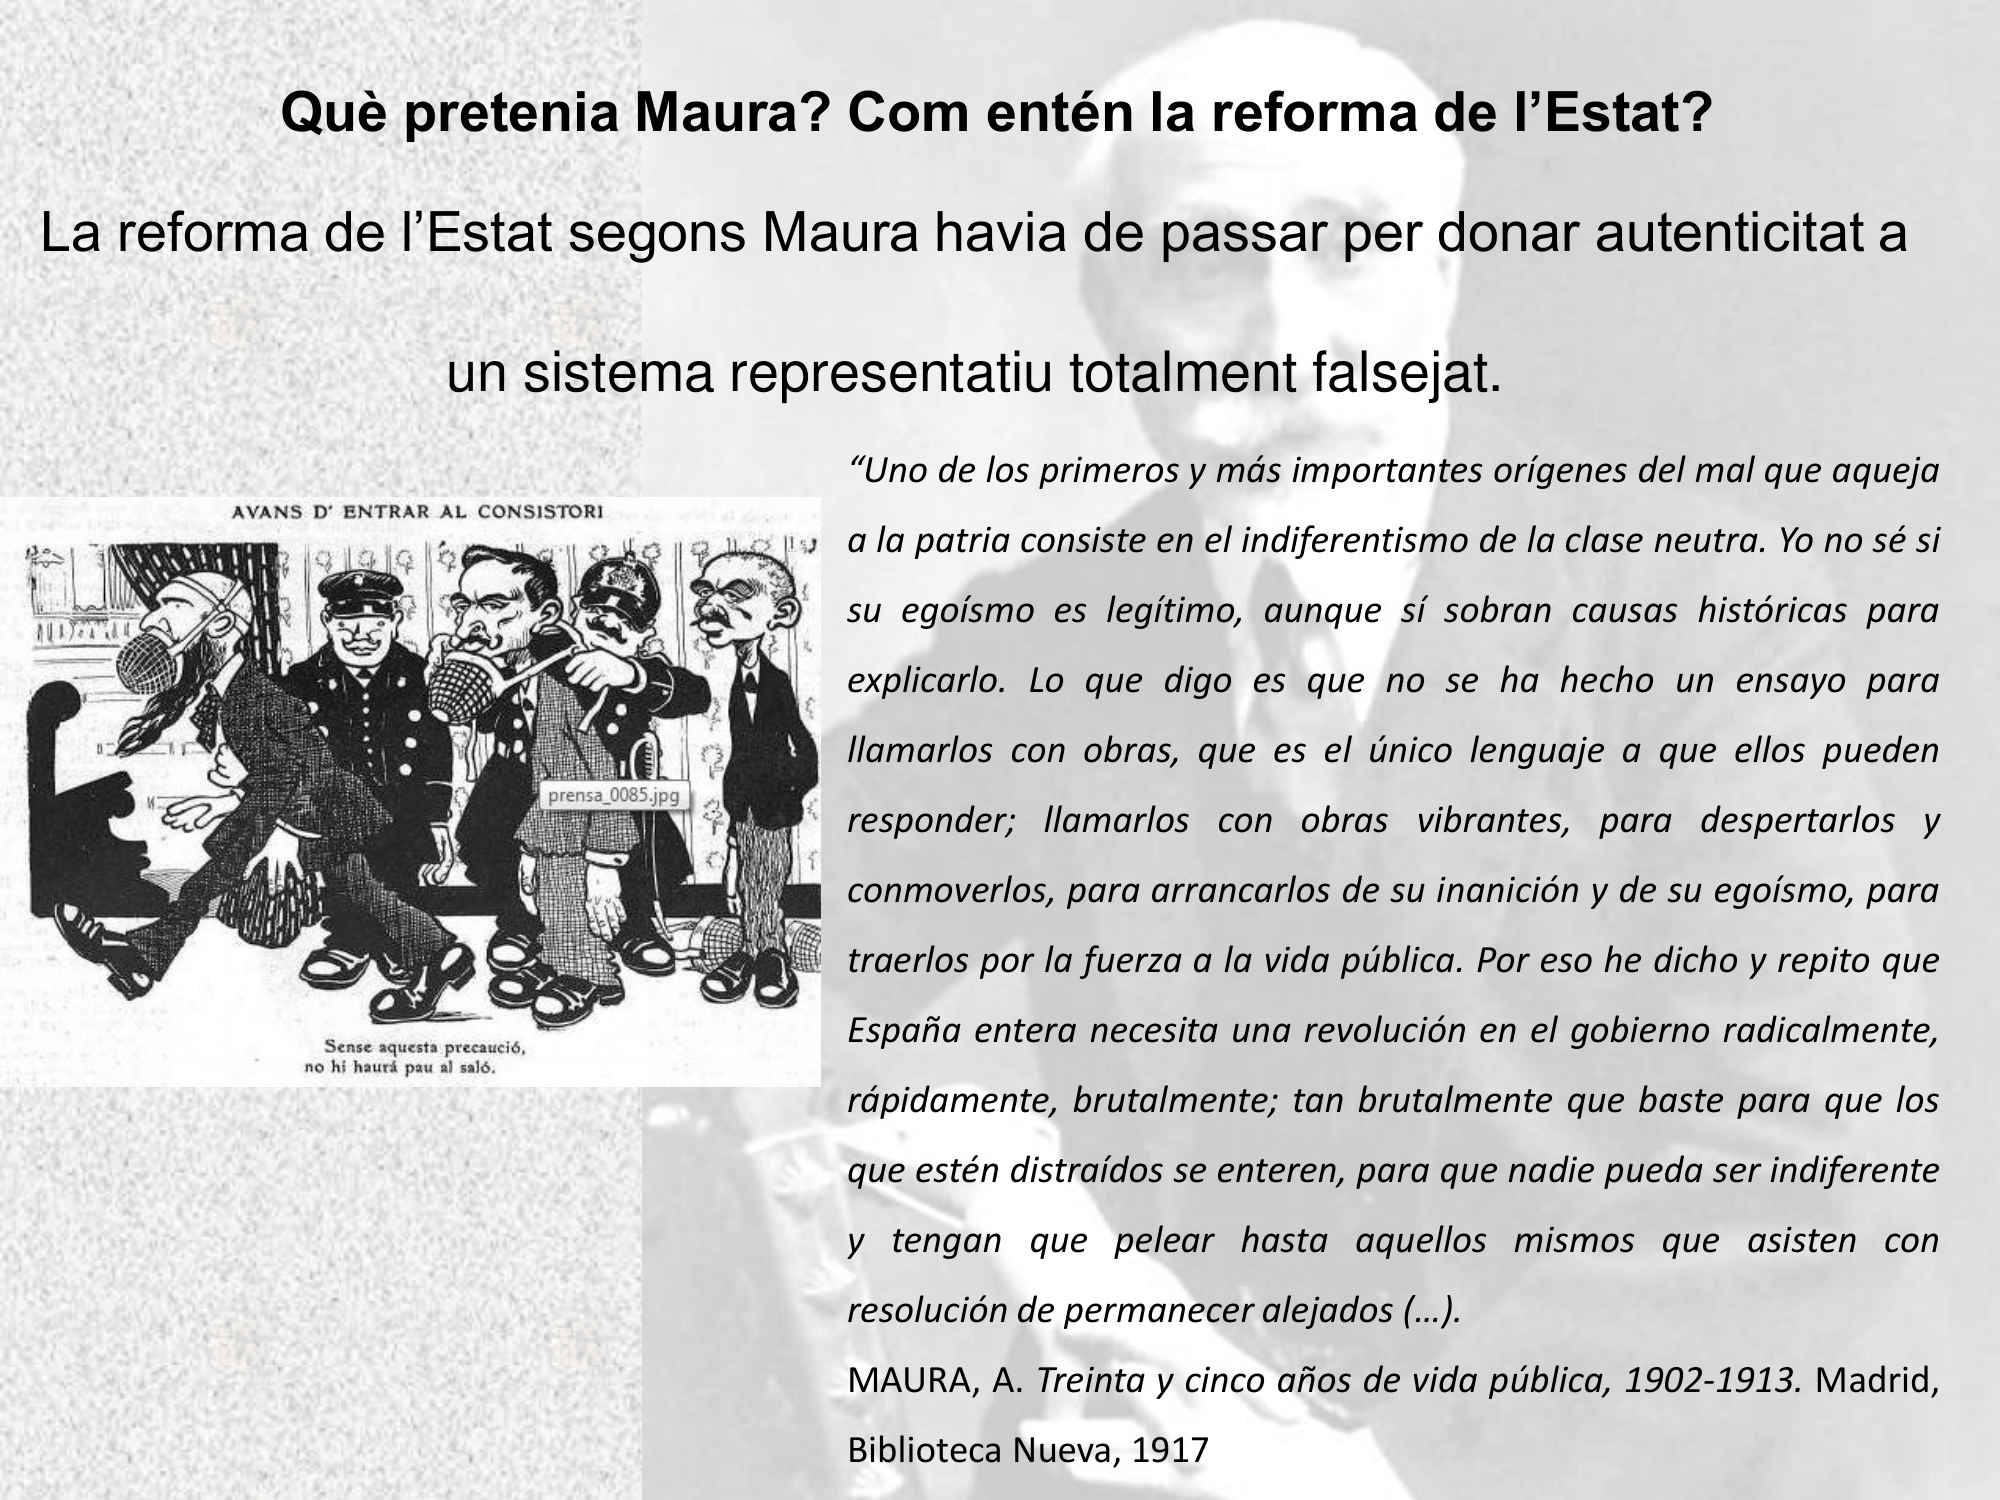 Què pretenia Maura? Com entén la reforma de l’Estat?
La reforma de l’Estat segons Maura havia de passar per donar autenticitat a
un sistema representatiu totalment falsejat.
AVANS D' ENTRAR AL CONSISTORI
prensa_0085.jpg
Sense aquesta precaució,
no hi haurá pau al saló.
“Uno de los primeros y más importantes orígenes del mal que aqueja
a la patria consiste en el indiferentismo de la clase neutra. Yo no sé si
su egoísmo es legítimo, aunque sí sobran causas históricas para
explicarlo. Lo que digo es que no se ha hecho un ensayo para
llamarlos con obras, que es el único lenguaje a que ellos pueden
responder; llamarlos con obras vibrantes, para despertarlos y
conmoverlos, para arrancarlos de su inanición y de su egoísmo, para
traerlos por la fuerza a la vida pública. Por eso he dicho y repito que
España entera necesita una revolución en el gobierno radicalmente,
rápidamente, brutalmente; tan brutalmente que baste para que los
que estén distraídos se enteren, para que nadie pueda ser indiferente
y tengan que pelear hasta aquellos mismos que asisten con
resolución de permanecer alejados (…).
MAURA, A. Treinta y cinco años de vida pública, 1902-1913. Madrid,
Biblioteca Nueva, 1917